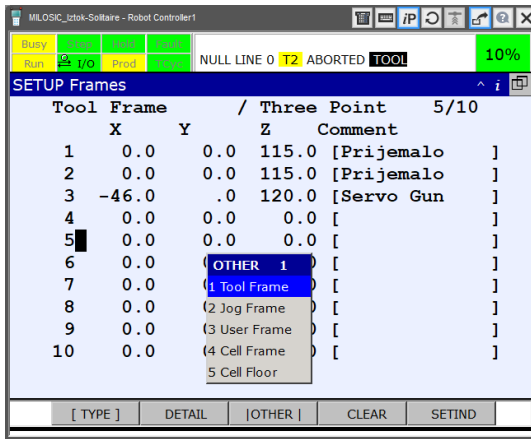 MILOSIC_Iztok-Solitaire - Robot Controller1
iP
Busy Step Hold Fault
Run I/O Prod TCyc
NULL LINE 0 T2 ABORTED TOOL
10%
SETUP Frames
i
Tool Frame / Three Point 5/10
X Y Z Comment
1 0.0 0.0 115.0 [Prijemalo ]
2 0.0 0.0 115.0 [Prijemalo ]
3 -46.0 .0 120.0 [Servo Gun ]
4 0.0 0.0 0.0 [ ]
5 0.0 0.0 0.0 [ ]
6 0.0 ( ) [ ]
7 0.0 ( ) [ ]
8 0.0 ( ) [ ]
9 0.0 ( ) [ ]
10 0.0 ( ) [ ]
OTHER 1
1 Tool Frame
2 Jog Frame
3 User Frame
4 Cell Frame
5 Cell Floor
[ TYPE ] DETAIL |OTHER | CLEAR SETIND